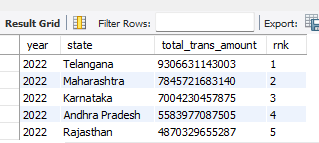 Result Grid Filter Rows: Export:
year state total_trans_amount rnk
2022 Telangana 9306631143003 1
2022 Maharashtra 7845721683140 2
2022 Karnataka 7004230457875 3
2022 Andhra Pradesh 5583977087505 4
2022 Rajasthan 4870329655287 5